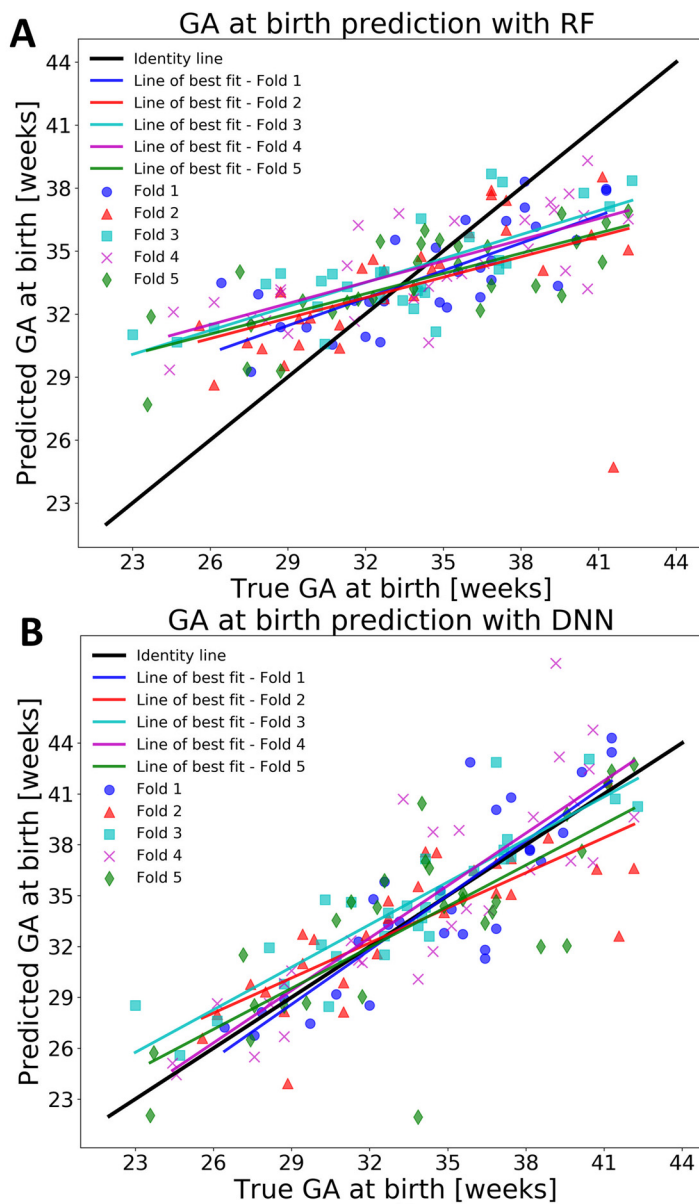 A
GA at birth prediction with RF
Identity line
Line of best fit - Fold 1
Line of best fit - Fold 2
Line of best fit - Fold 3
Line of best fit - Fold 4
Line of best fit - Fold 5
Fold 1
Fold 2
Fold 3
Fold 4
Fold 5
44
41
38
35
32
29
26
23
Predicted GA at birth [weeks]
23 26 29 32 35 38 41 44
True GA at birth [weeks]
B
GA at birth prediction with DNN
Identity line
Line of best fit - Fold 1
Line of best fit - Fold 2
Line of best fit - Fold 3
Line of best fit - Fold 4
Line of best fit - Fold 5
Fold 1
Fold 2
Fold 3
Fold 4
Fold 5
44
41
38
35
32
29
26
23
Predicted GA at birth [weeks]
23 26 29 32 35 38 41 44
True GA at birth [weeks]